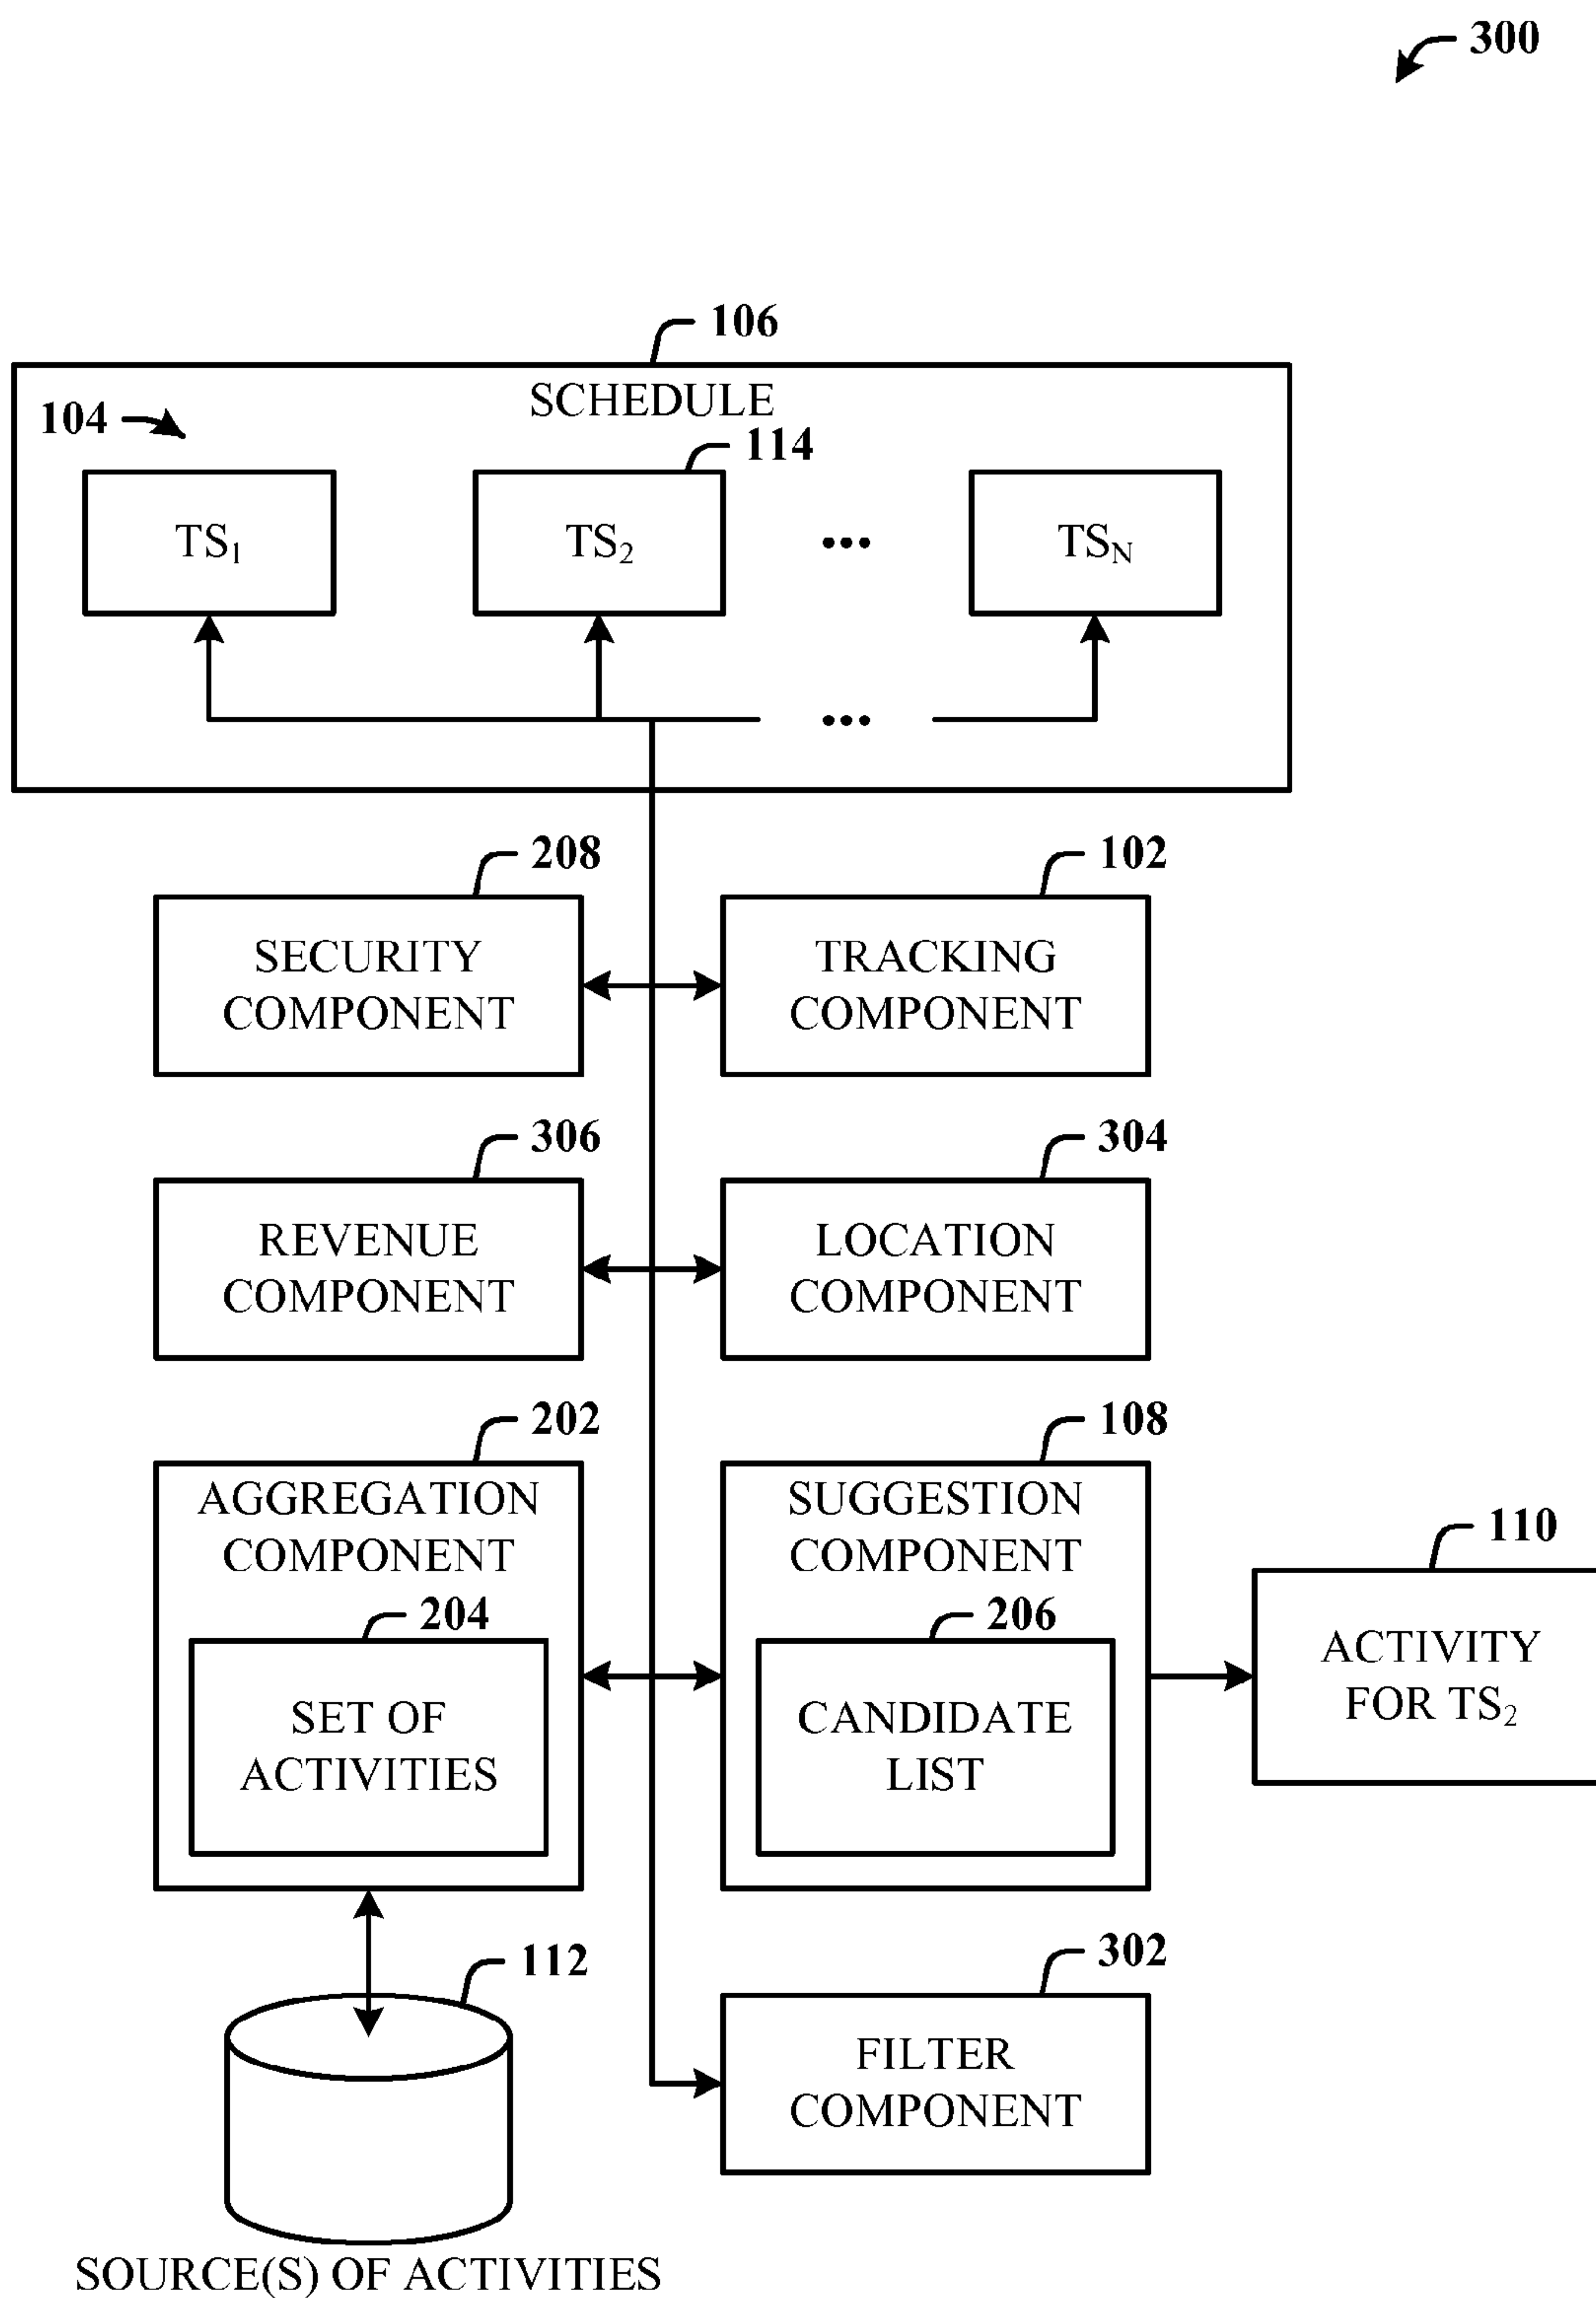 300
106
SCHEDULE
104
114
TS₁
TS₂
•••
TS_N
•••
208
102
SECURITY
COMPONENT
TRACKING
COMPONENT
306
304
REVENUE
COMPONENT
LOCATION
COMPONENT
202
108
AGGREGATION
COMPONENT
SUGGESTION
COMPONENT
110
204
206
SET OF
ACTIVITIES
CANDIDATE
LIST
ACTIVITY
FOR TS₂
112
302
FILTER
COMPONENT
SOURCE(S) OF ACTIVITIES